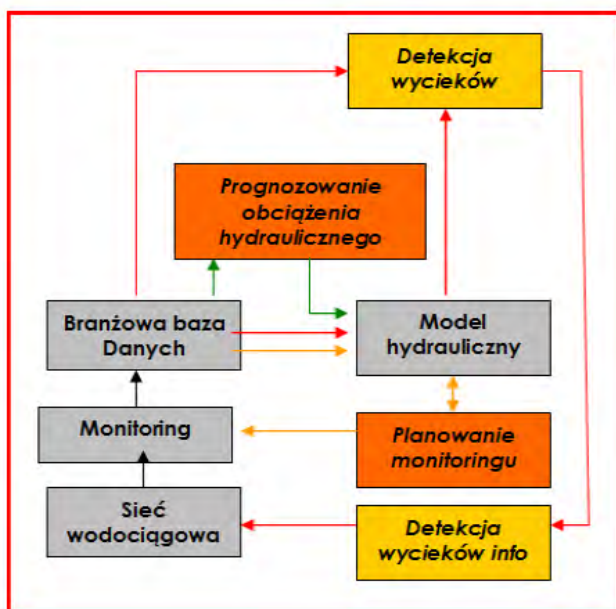 Detekcja
wycieków
Prognozowanie
obciążenia
hydraulicznego
Branżowa baza
Danych
Model
hydrauliczny
Monitoring
Planowanie
monitoringu
Sieć
wodociągowa
Detekcja
wycieków info